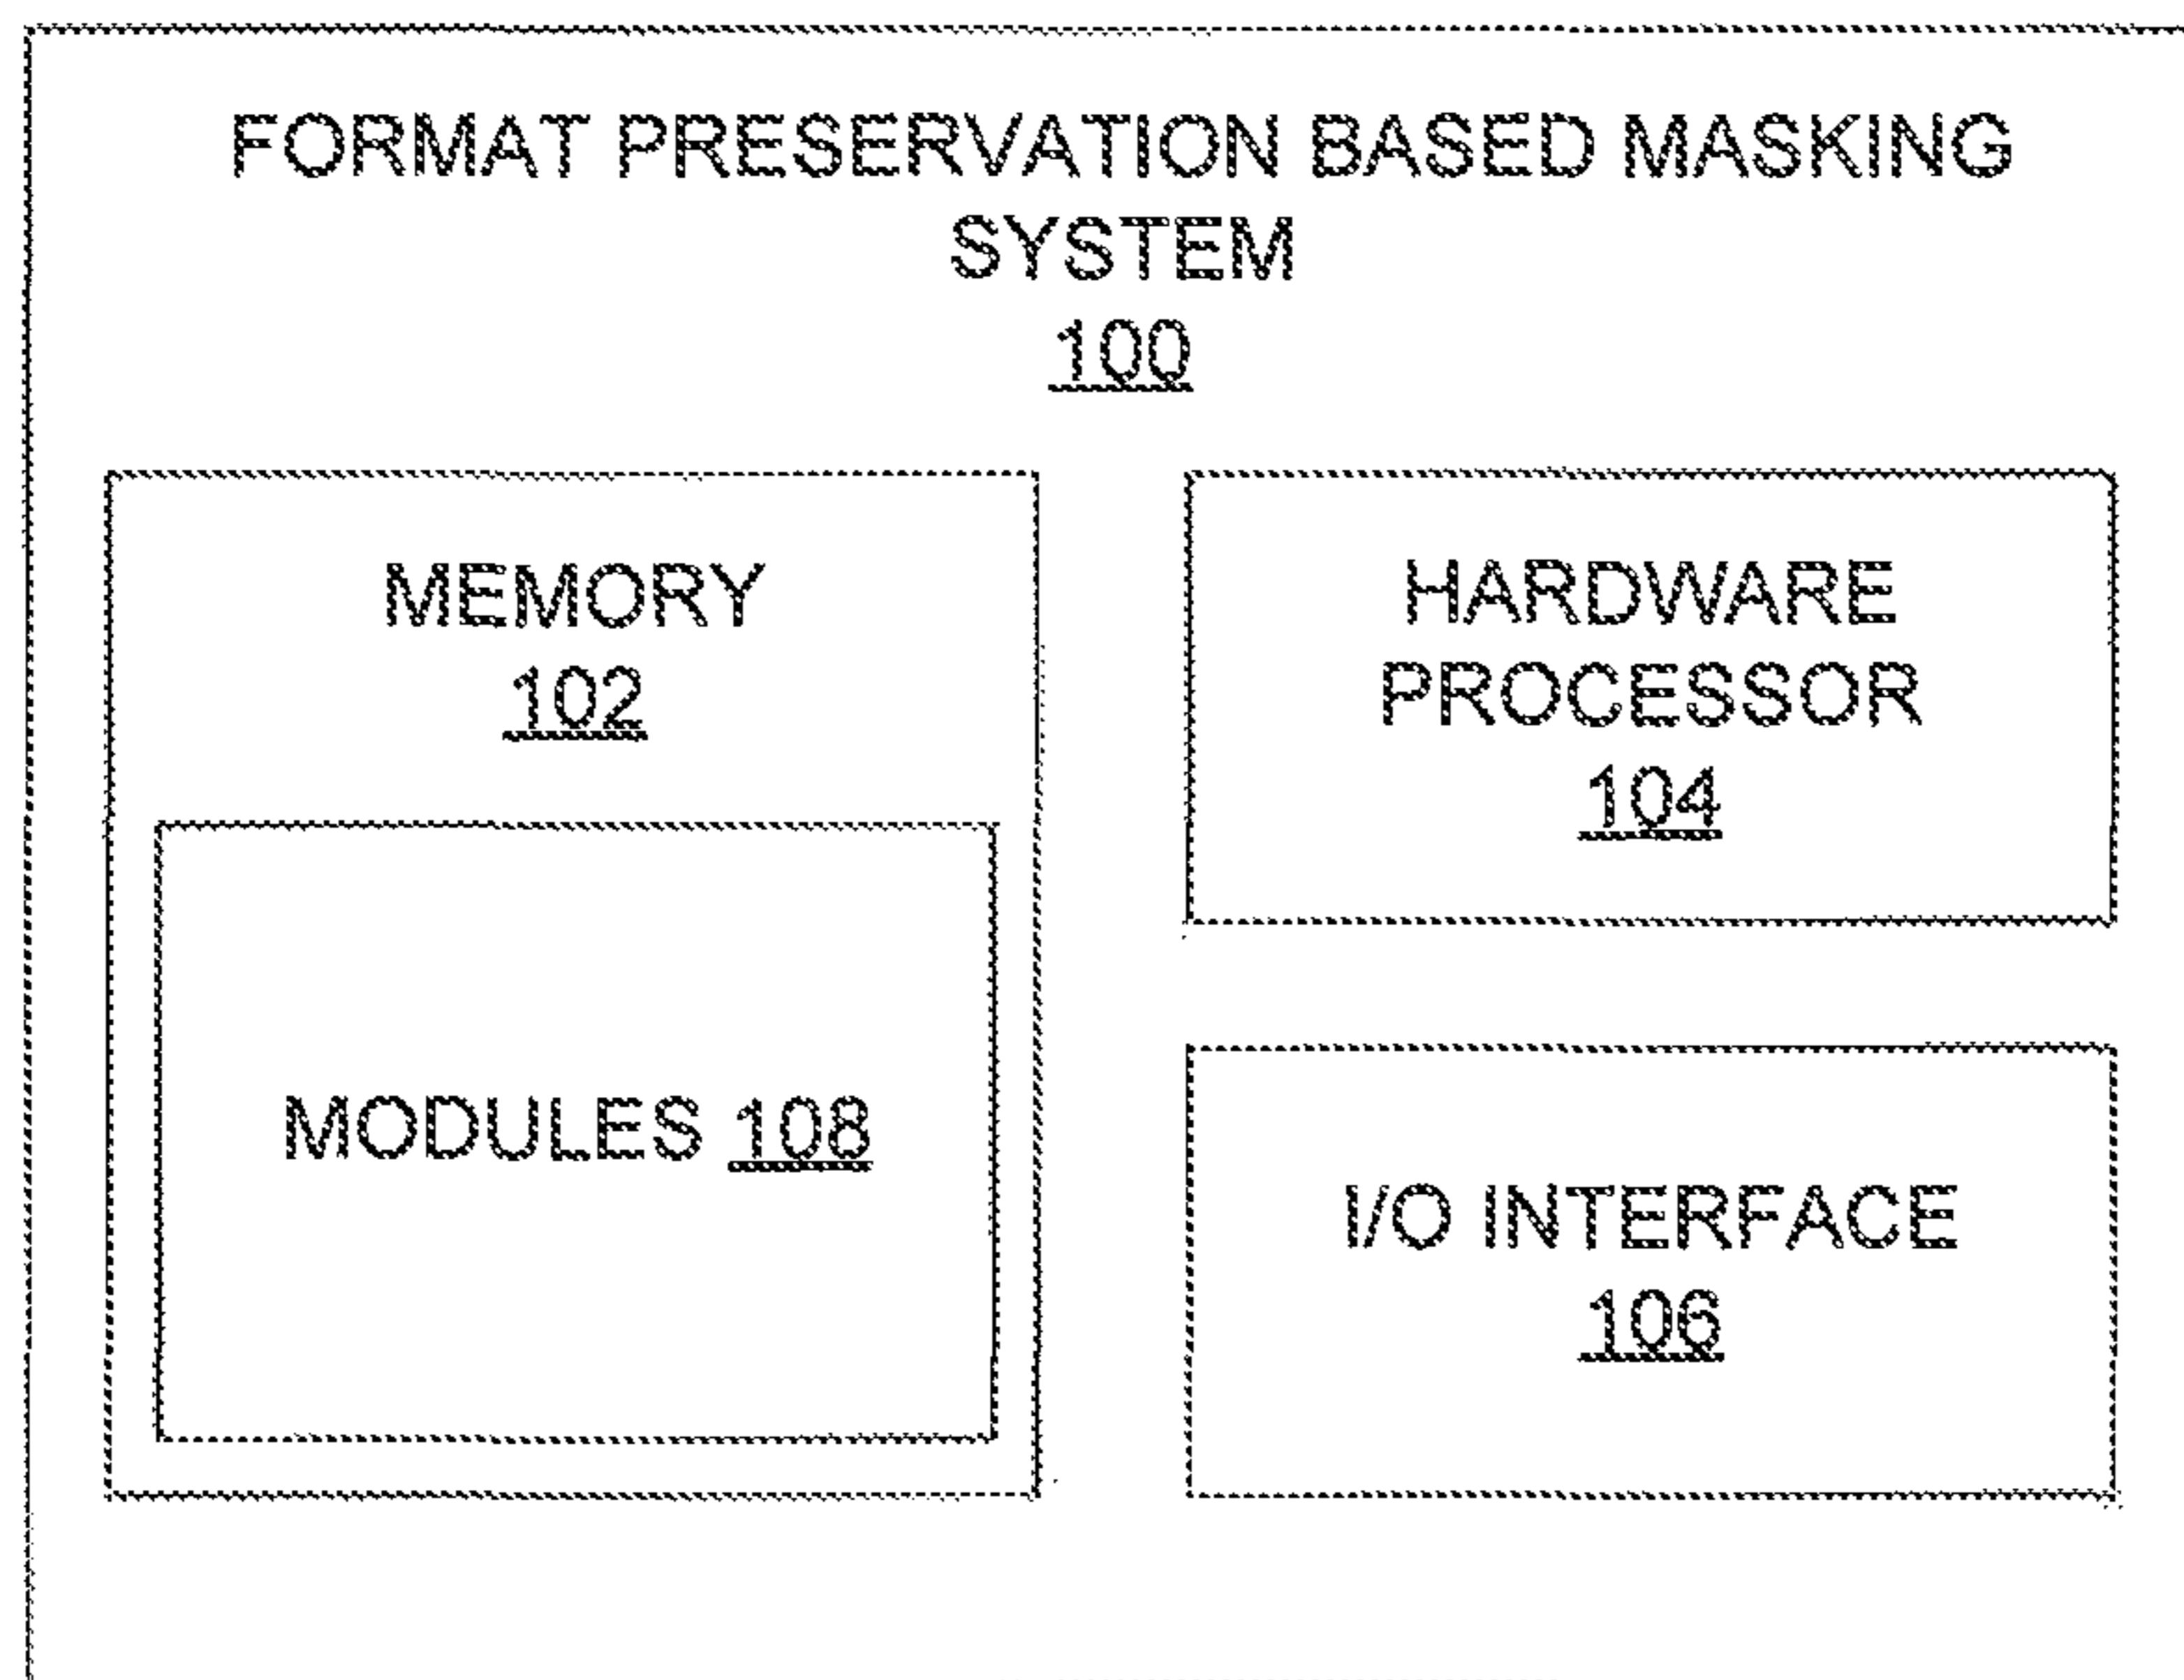 FORMAT PRESERVATION BASED MASKING
SYSTEM
100
MEMORY
102
MODULES 108
HARDWARE
PROCESSOR
104
I/O INTERFACE
106